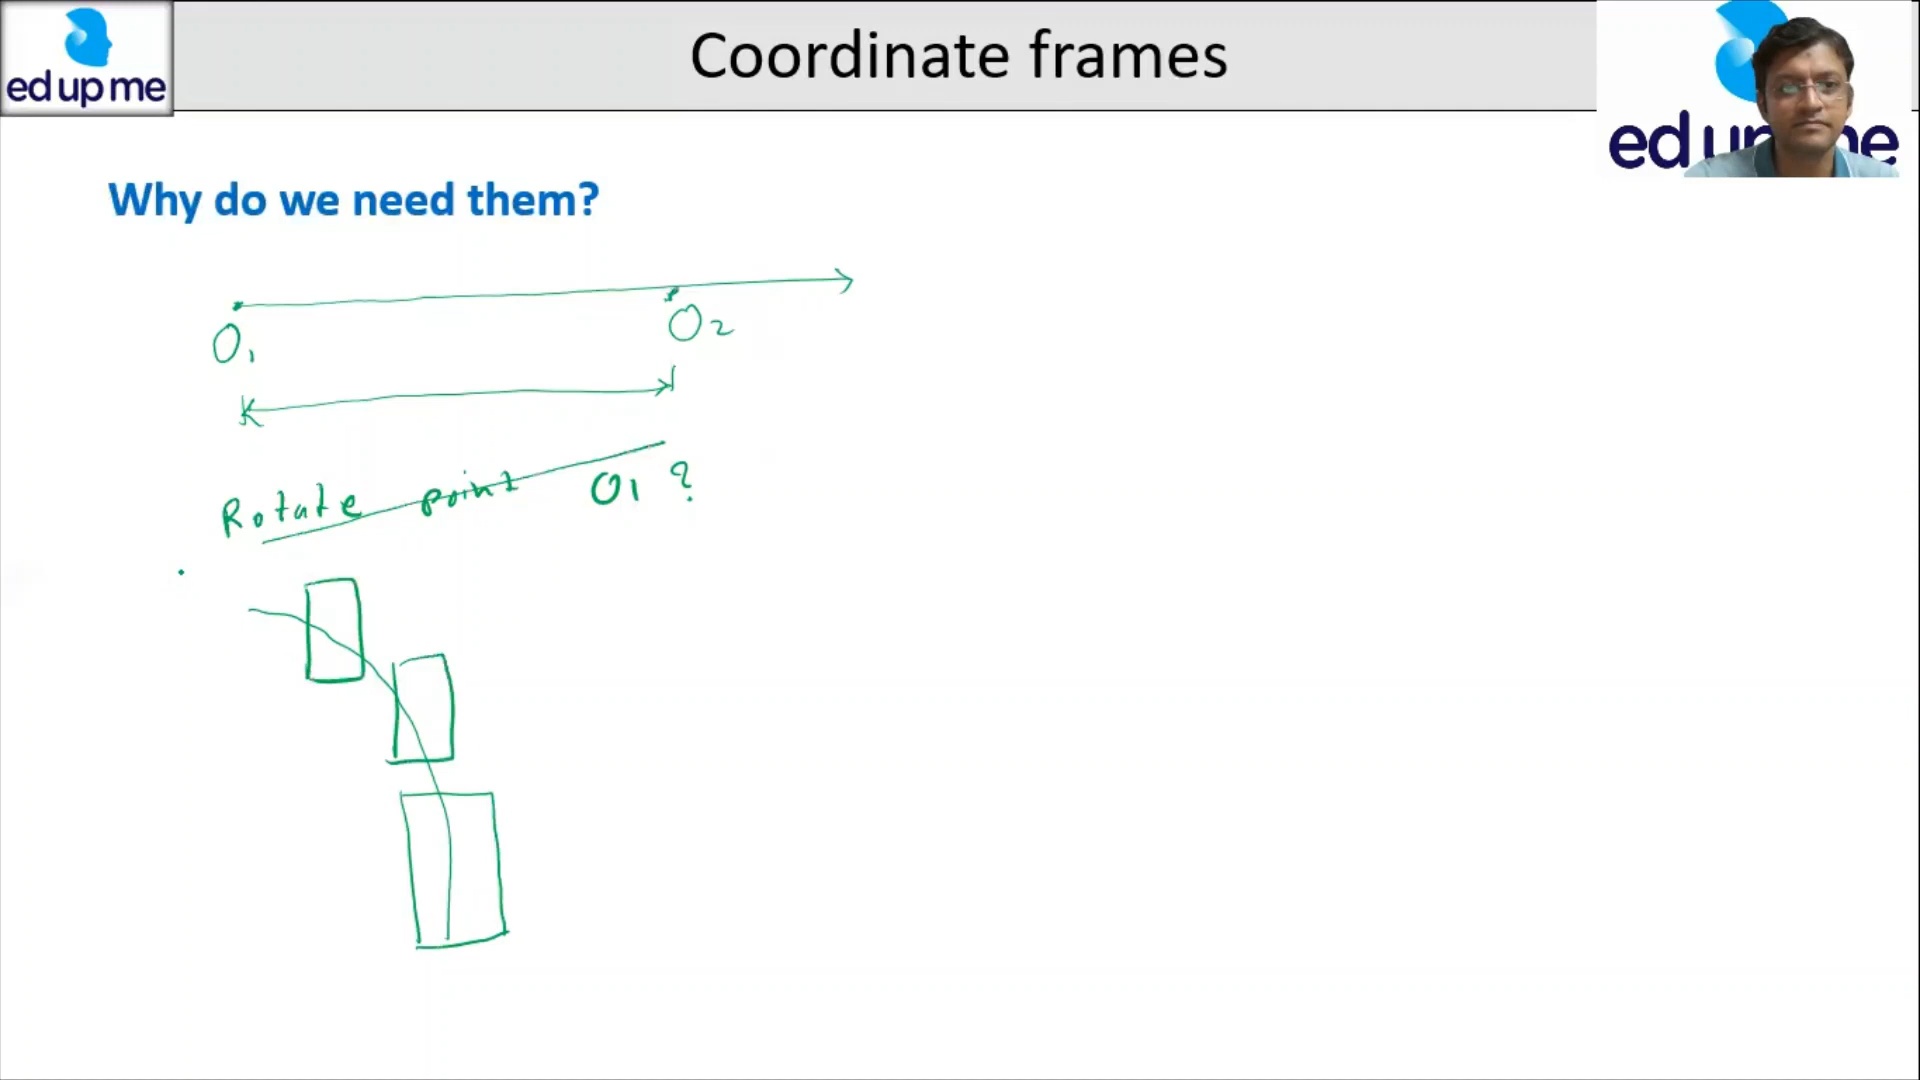 ed up me
Coordinate frames
ed up me
Why do we need them?
O1
O2
Rotate point O1 ?